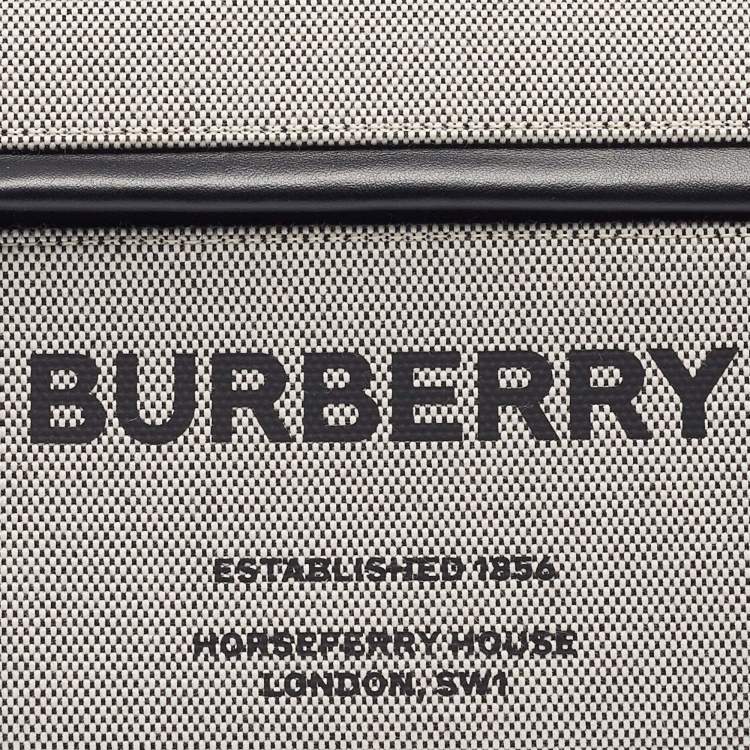 BURBERRY
ESTABLISHED 1856
HORSEFERRY HOUSE
LONDON, SW1